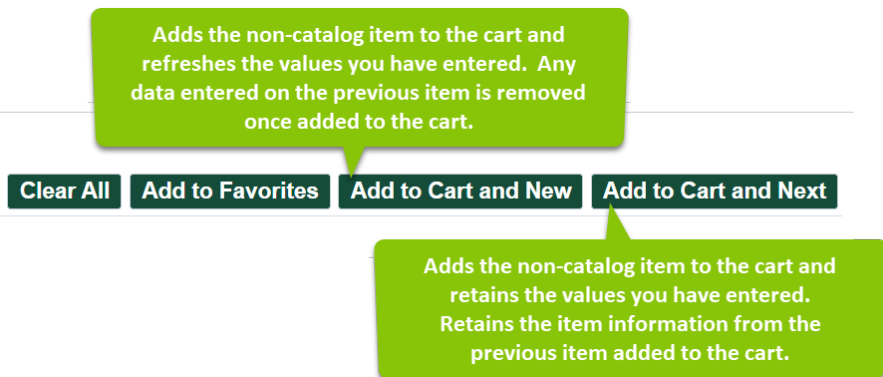 Adds the non-catalog item to the cart and
refreshes the values you have entered.  Any
data entered on the previous item is removed
once added to the cart.
Clear All
Add to Favorites
Add to Cart and New
Add to Cart and Next
Adds the non-catalog item to the cart and
retains the values you have entered.
Retains the item information from the
previous item added to the cart.